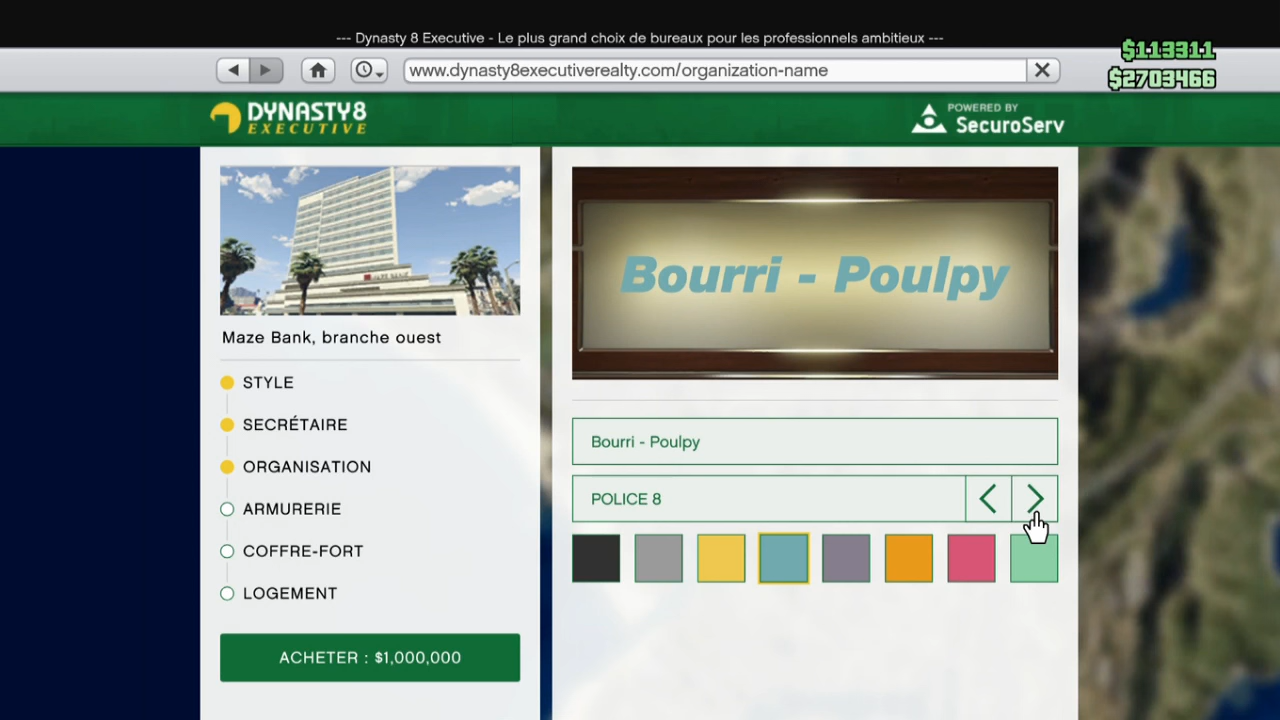 --- Dynasty 8 Executive - Le plus grand choix de bureaux pour les professionnels ambitieux ---
$113311
www.dynasty8executiverealty.com/organization-name
$2703466
DYNASTY 8
EXECUTIVE
POWERED BY
SecuroServ
Maze Bank, branche ouest
STYLE
SECRÉTAIRE
ORGANISATION
ARMURERIE
COFFRE-FORT
LOGEMENT
ACHETER : $1,000,000
Bourri - Poulpy
Bourri - Poulpy
POLICE 8